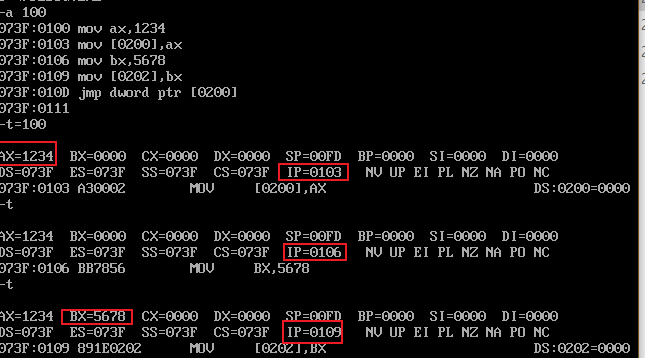 -a 100
073F:0100 mov ax,1234
073F:0103 mov [0200],ax
073F:0106 mov bx,5678
073F:0109 mov [0202],bx
073F:010D jmp dword ptr [0200]
073F:0111
-t=100
AX=1234 BX=0000 CX=0000 DX=0000 SP=00FD BP=0000 SI=0000 DI=0000
DS=073F ES=073F SS=073F CS=073F IP=0103 NV UP EI PL NZ NA PO NC
073F:0103 A30002 MOV [0200],AX DS:0200=0000
-t
AX=1234 BX=0000 CX=0000 DX=0000 SP=00FD BP=0000 SI=0000 DI=0000
DS=073F ES=073F SS=073F CS=073F IP=0106 NV UP EI PL NZ NA PO NC
073F:0106 BB7856 MOV BX,5678
-t
AX=1234 BX=5678 CX=0000 DX=0000 SP=00FD BP=0000 SI=0000 DI=0000
DS=073F ES=073F SS=073F CS=073F IP=0109 NV UP EI PL NZ NA PO NC
073F:0109 891E0202 MOV [0202],BX DS:0202=0000